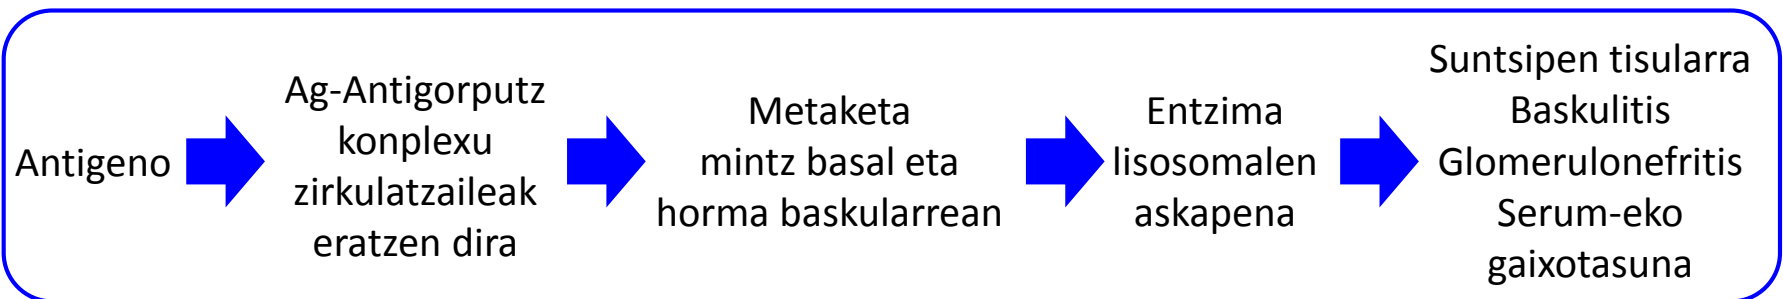 Antigeno
Ag-Antigorputz
konplexu
zirkulatzaileak
eratzen dira
Metaketa
mintz basal eta
horma baskularrean
Entzima
lisosomalen
askapena
Suntsipen tisularra
Baskulitis
Glomerulonefritis
Serum-eko
gaixotasuna